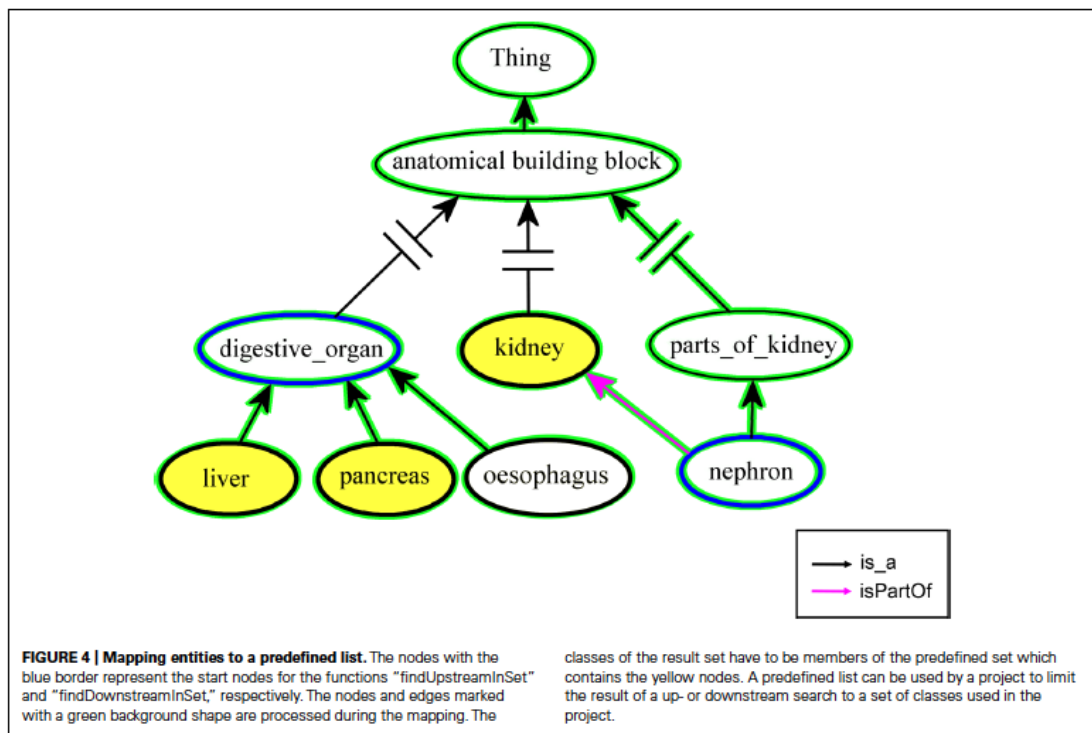 Thing
anatomical building block
digestive_organ
kidney
parts_of_kidney
liver
pancreas
oesophagus
nephron
is_a
isPartOf
FIGURE 4 | Mapping entities to a predefined list. The nodes with the
blue border represent the start nodes for the functions “findUpstreamInSet”
and “findDownstreamInSet,” respectively. The nodes and edges marked
with a green background shape are processed during the mapping. The
classes of the result set have to be members of the predefined set which
contains the yellow nodes. A predefined list can be used by a project to limit
the result of a up- or downstream search to a set of classes used in the
project.